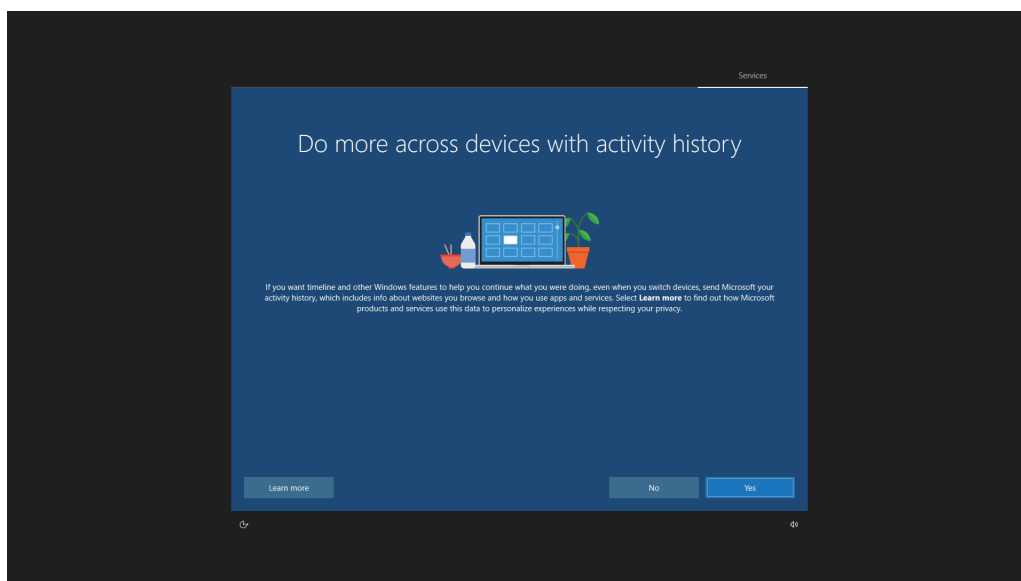 Services
Do more across devices with activity history
If you want timeline and other Windows features to help you continue what you were doing, even when you switch devices, send Microsoft your
activity history, which includes info about websites you browse and how you use apps and services. Select Learn more to find out how Microsoft
products and services use this data to personalize experiences while respecting your privacy.
Learn more
No
Yes